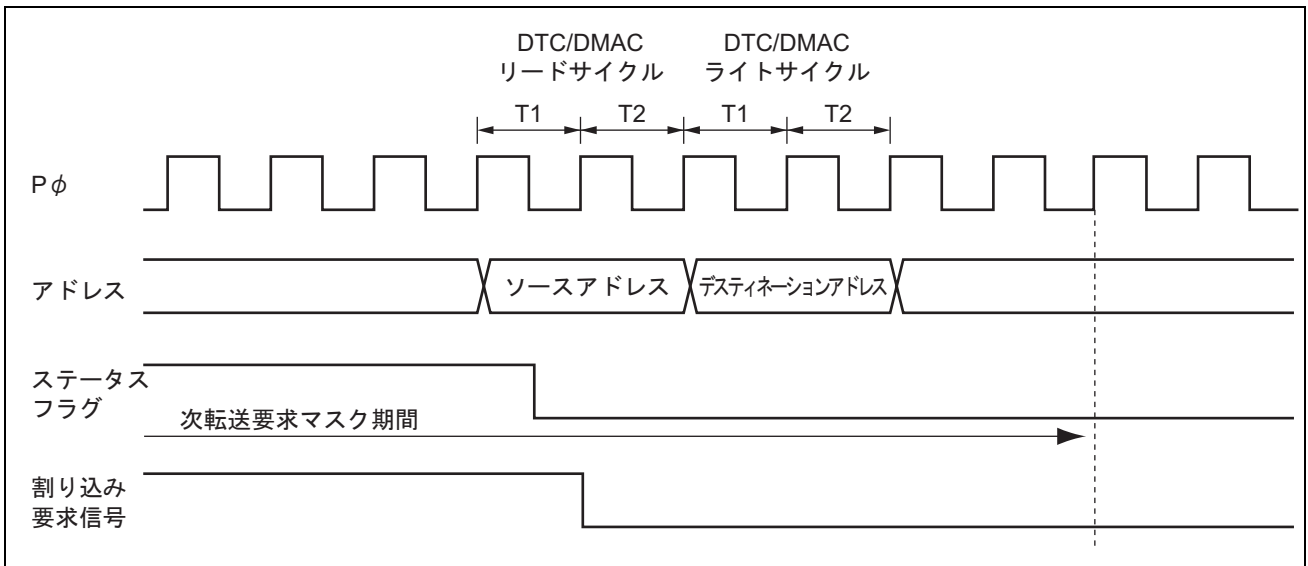 DTC/DMAC DTC/DMAC
リードサイクル ライトサイクル
T1 T2 T1 T2
Pφ
アドレス ソースアドレス デスティネーションアドレス
ステータス
フラグ
次転送要求マスク期間
割り込み
要求信号